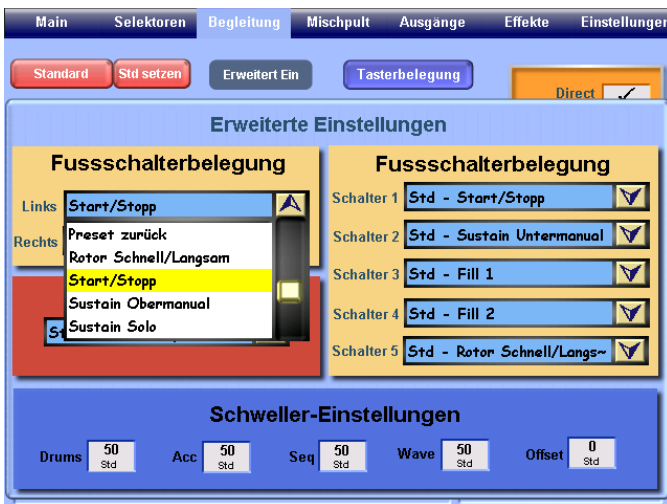 Main Selektoren Begleitung Mischpult Ausgänge Effekte Einstellunger
Standard Std setzen Erweitert Ein Tasterbelegung
Direct
Erweiterte Einstellungen
Fussschalterbelegung
Links Start/Stopp
Rechts
Preset zurück
Rotor Schnell/Langsam
Start/Stopp
Sustain Obermanual
Sustain Solo
Fussschalterbelegung
Schalter 1 Std - Start/Stopp
Schalter 2 Std - Sustain Untermanual
Schalter 3 Std - Fill 1
Schalter 4 Std - Fill 2
Schalter 5 Std - Rotor Schnell/Langs~
Schweller-Einstellungen
Drums 50 Std Acc 50 Std Seq 50 Std Wave 50 Std Offset 0 Std